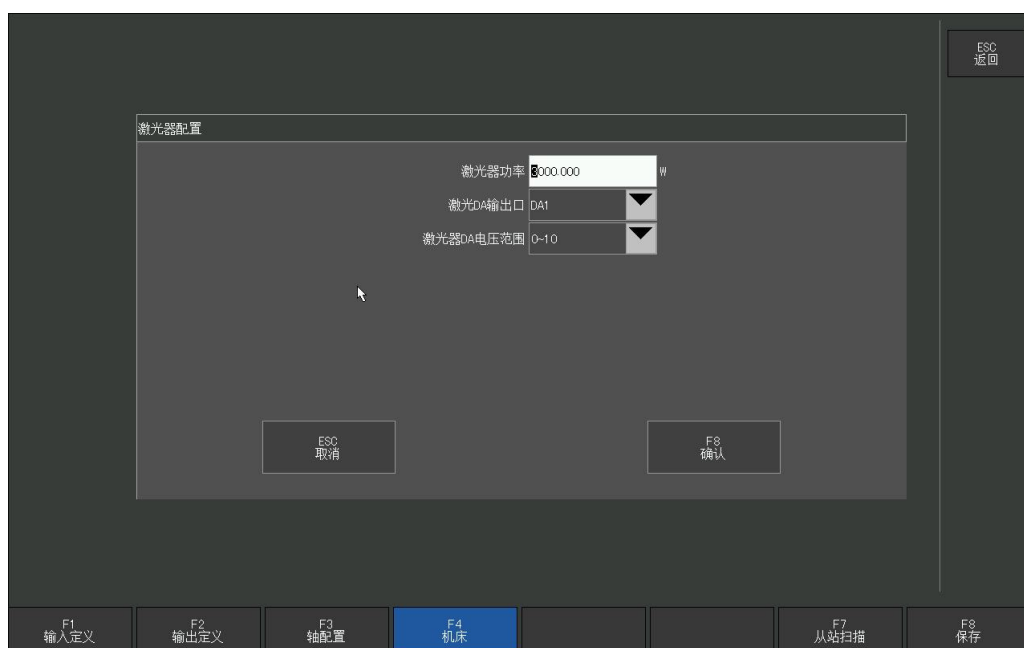 ESC
返回
激光器配置
激光器功率 3000.000 W
激光DA输出口 DA1
激光器DA电压范围 0~10
ESC
取消
F8
确认
F1
输入定义
F2
输出定义
F3
轴配置
F4
机床
F7
从站扫描
F8
保存